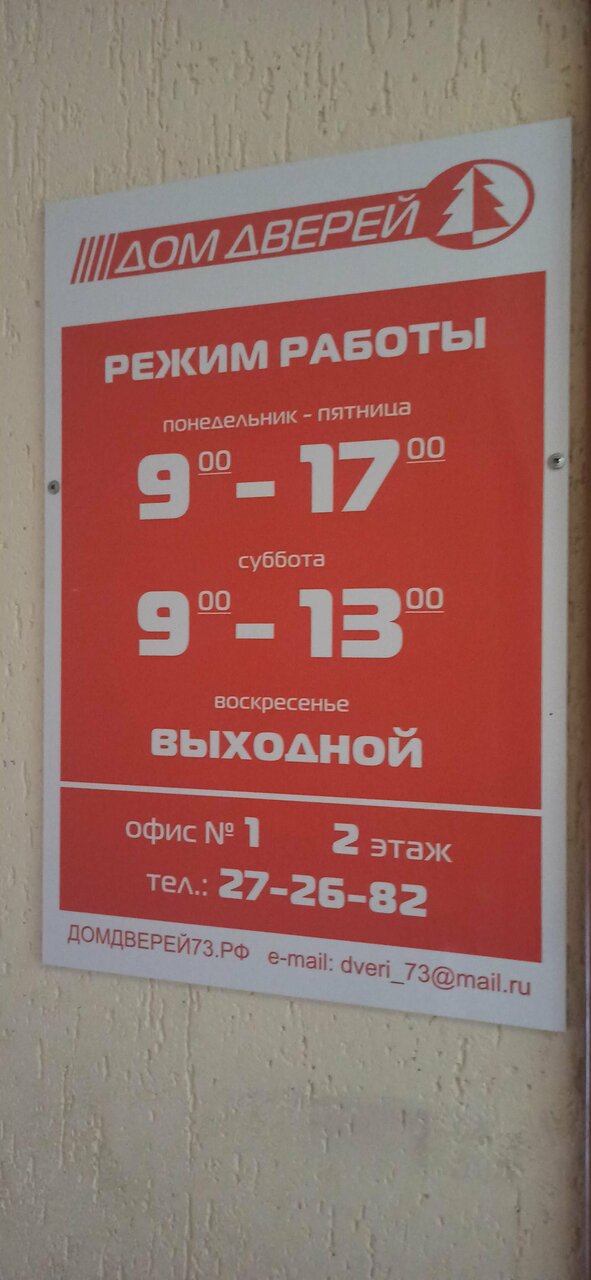 ДОМ ДВЕРЕЙ
РЕЖИМ РАБОТЫ
понедельник - пятница
9 00 - 17 00
суббота
9 00 - 13 00
воскресенье
ВЫХОДНОЙ
офис № 1 2 этаж
тел.: 27-26-82
ДОМДВЕРЕЙ73.РФ e-mail: dveri_73@mail.ru